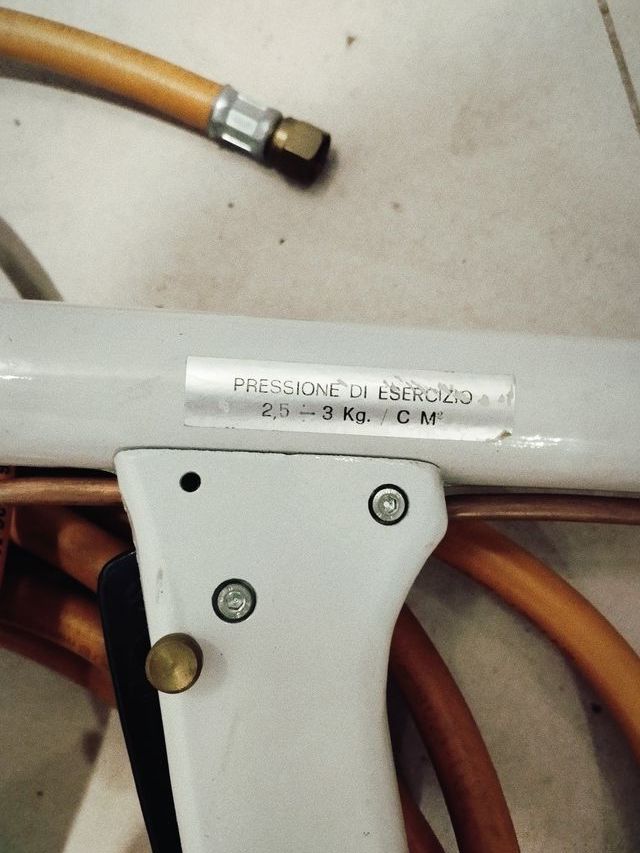 PRESSIONE DI ESERCIZIO
2,5 ÷ 3 Kg. / C M²